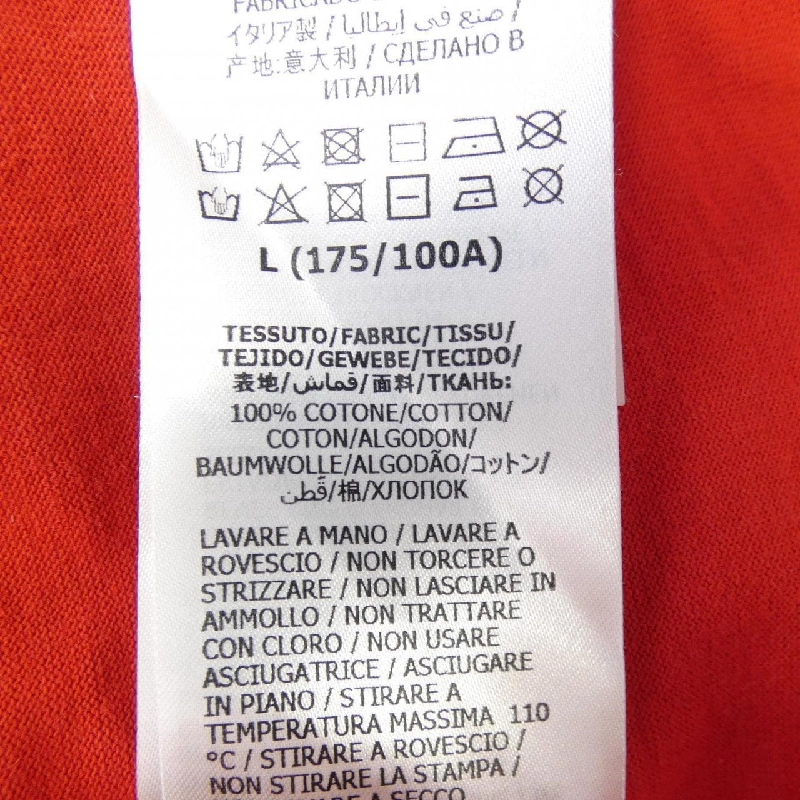 FABRICADO
イタリア製 / صنع في إيطاليا /
产地:意大利 / СДЕЛАНО В
ИТАЛИИ
L (175/100A)
TESSUTO/FABRIC/TISSU/
TEJIDO/GEWEBE/TECIDO/
表地/قماش/面料/ТКАНЬ:
100% COTONE/COTTON/
COTON/ALGODON/
BAUMWOLLE/ALGODÃO/コットン/
قُطن/棉/ХЛОПОК
LAVARE A MANO / LAVARE A
ROVESCIO / NON TORCERE O
STRIZZARE / NON LASCIARE IN
AMMOLLO / NON TRATTARE
CON CLORO / NON USARE
ASCIUGATRICE / ASCIUGARE
IN PIANO / STIRARE A
TEMPERATURA MASSIMA 110
°C / STIRARE A ROVESCIO /
NON STIRARE LA STAMPA /
A SECCO